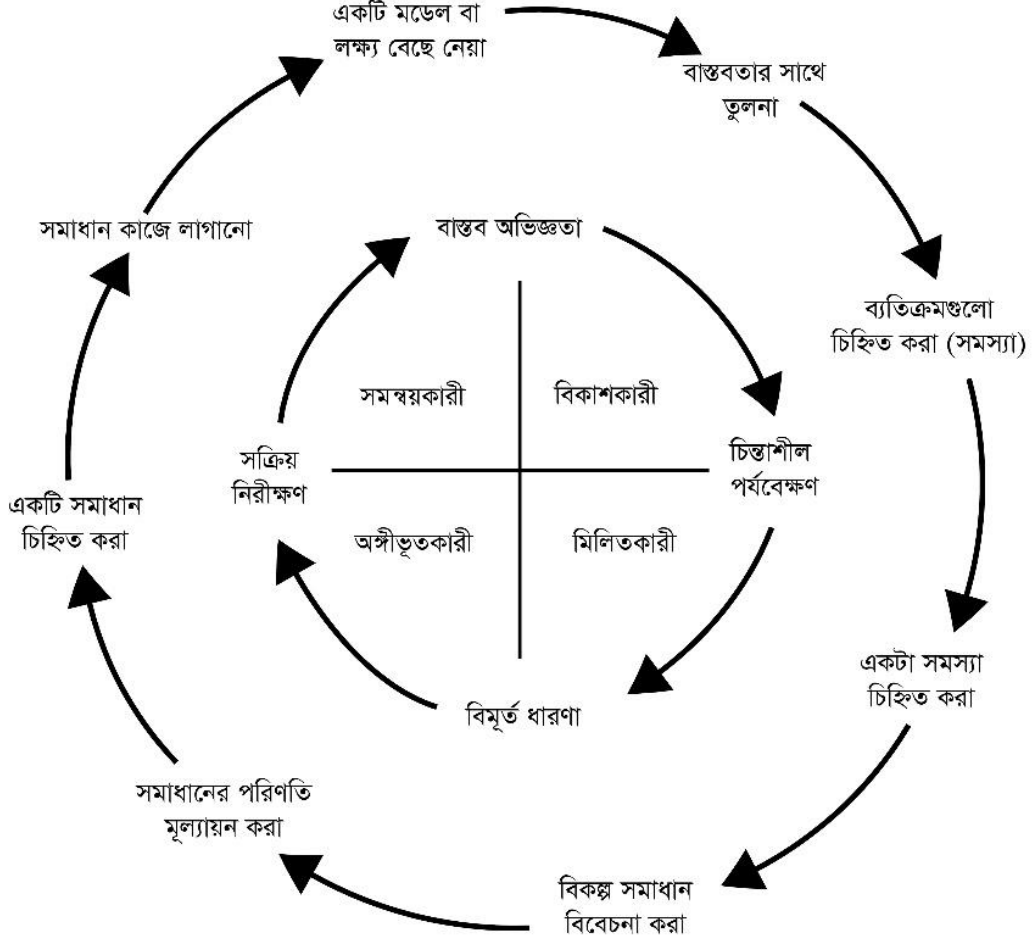 একটি মডেল বা
লক্ষ্য বেছে নেয়া
বাস্তবতার সাথে
তুলনা
ব্যতিক্রমগুলো
চিহ্নিত করা (সমস্যা)
একটা সমস্যা
চিহ্নিত করা
বিকল্প সমাধান
বিবেচনা করা
সমাধানের পরিণতি
মূল্যায়ন করা
একটি সমাধান
চিহ্নিত করা
সমাধান কাজে লাগানো
বাস্তব অভিজ্ঞতা
চিন্তাশীল
পর্যবেক্ষণ
বিমূর্ত ধারণা
সক্রিয়
নিরীক্ষণ
সমন্বয়কারী
বিকাশকারী
অঙ্গীভূতকারী
মিলিতকারী